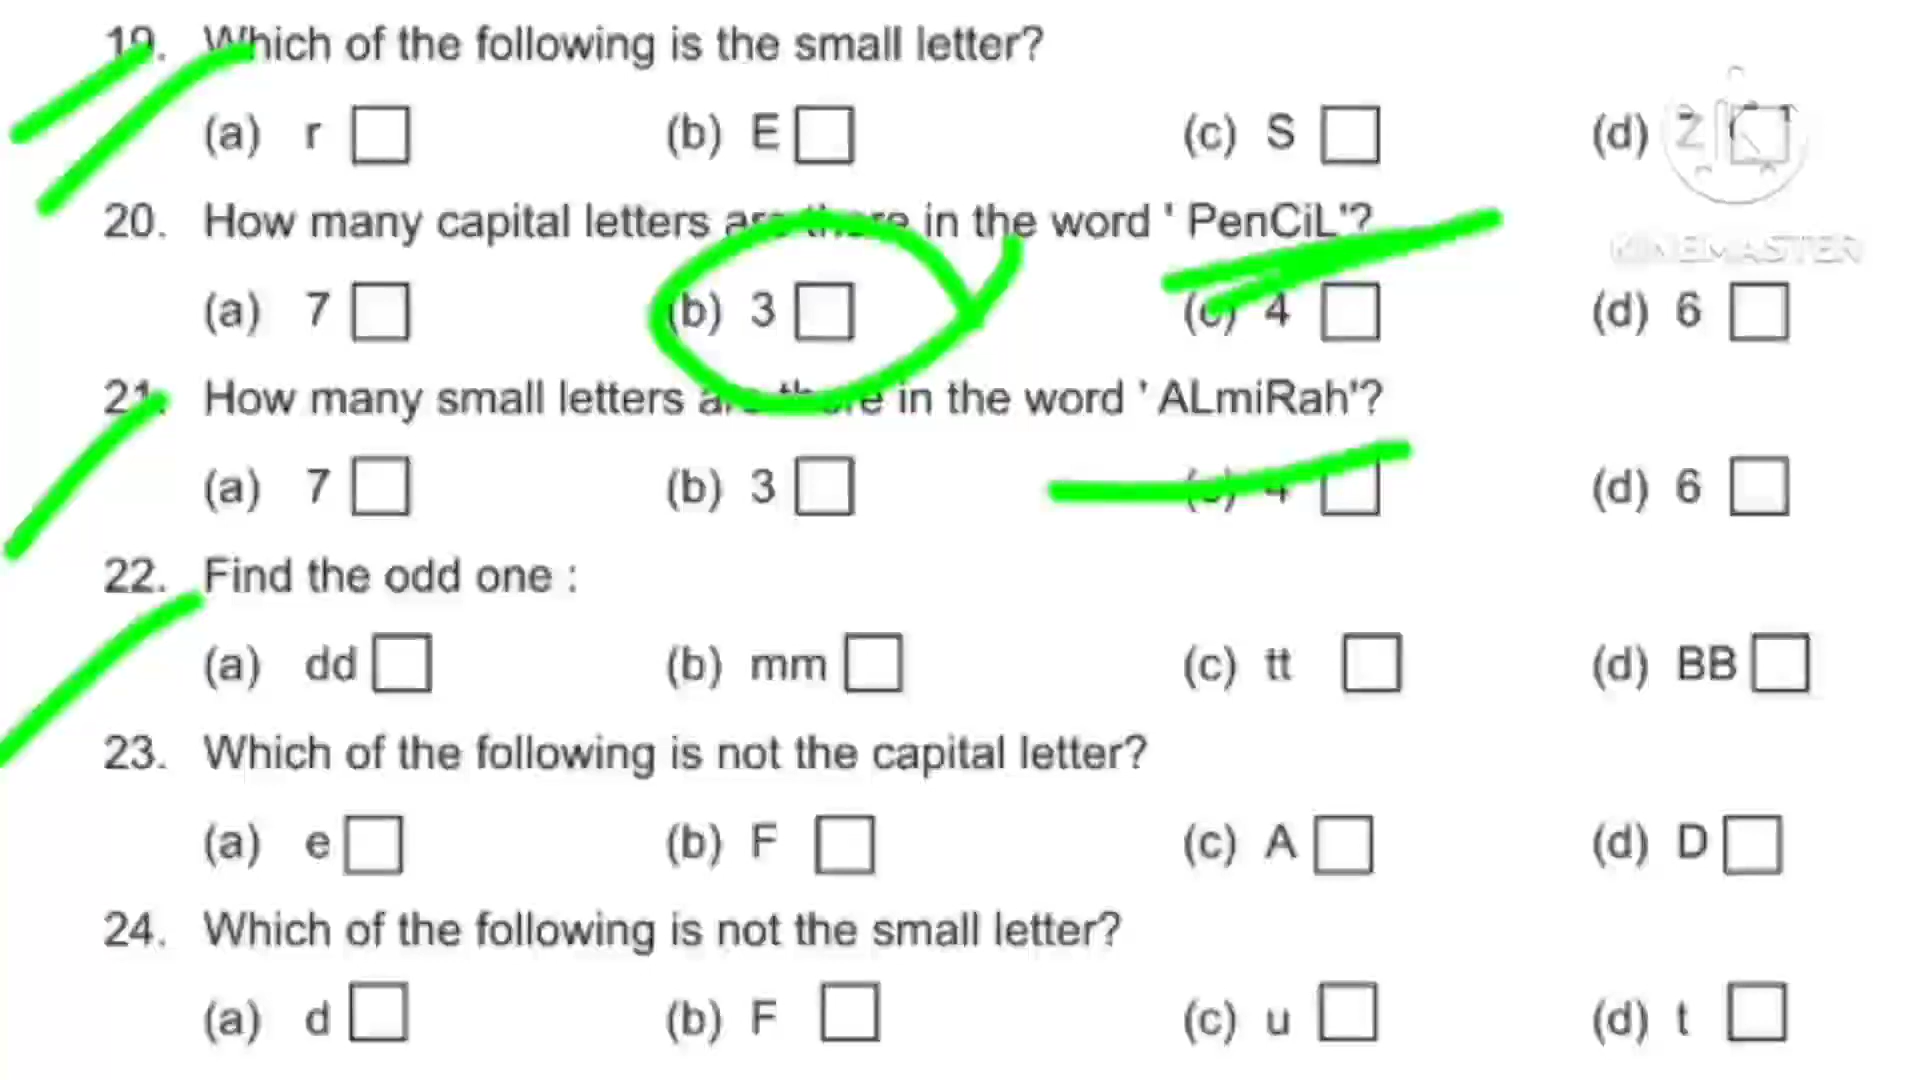 19. Which of the following is the small letter?
(a) r (b) E (c) S (d) Z
20. How many capital letters are there in the word ' PenCiL'?
(a) 7 (b) 3 (c) 4 (d) 6
21. How many small letters are there in the word ' ALmiRah'?
(a) 7 (b) 3 (c) 4 (d) 6
22. Find the odd one :
(a) dd (b) mm (c) tt (d) BB
23. Which of the following is not the capital letter?
(a) e (b) F (c) A (d) D
24. Which of the following is not the small letter?
(a) d (b) F (c) u (d) t
KINEMASTER